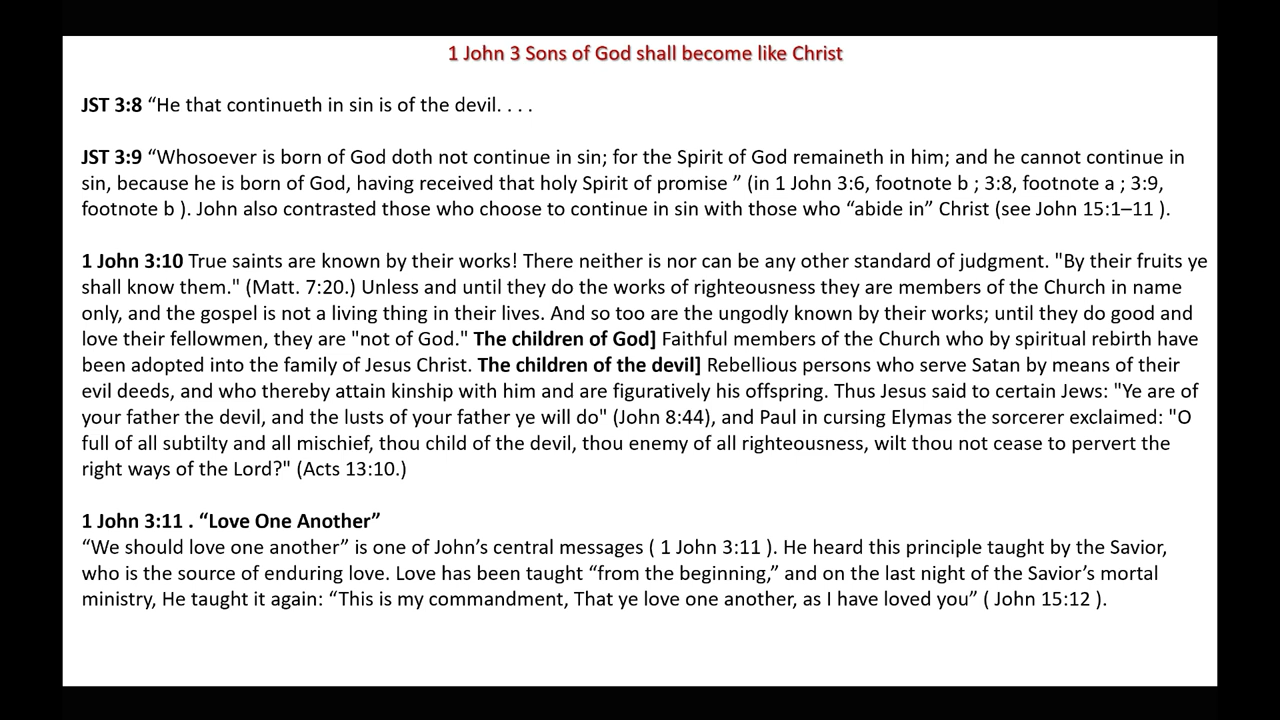 1 John 3 Sons of God shall become like Christ
JST 3:8 “He that continueth in sin is of the devil. . . .
JST 3:9 “Whosoever is born of God doth not continue in sin; for the Spirit of God remaineth in him; and he cannot continue in
sin, because he is born of God, having received that holy Spirit of promise ” (in 1 John 3:6, footnote b ; 3:8, footnote a ; 3:9,
footnote b ). John also contrasted those who choose to continue in sin with those who “abide in” Christ (see John 15:1–11 ).
1 John 3:10 True saints are known by their works! There neither is nor can be any other standard of judgment. "By their fruits ye
shall know them." (Matt. 7:20.) Unless and until they do the works of righteousness they are members of the Church in name
only, and the gospel is not a living thing in their lives. And so too are the ungodly known by their works; until they do good and
love their fellowmen, they are "not of God." The children of God] Faithful members of the Church who by spiritual rebirth have
been adopted into the family of Jesus Christ. The children of the devil] Rebellious persons who serve Satan by means of their
evil deeds, and who thereby attain kinship with him and are figuratively his offspring. Thus Jesus said to certain Jews: "Ye are of
your father the devil, and the lusts of your father ye will do" (John 8:44), and Paul in cursing Elymas the sorcerer exclaimed: "O
full of all subtilty and all mischief, thou child of the devil, thou enemy of all righteousness, wilt thou not cease to pervert the
right ways of the Lord?" (Acts 13:10.)
1 John 3:11 . “Love One Another”
“We should love one another” is one of John’s central messages ( 1 John 3:11 ). He heard this principle taught by the Savior,
who is the source of enduring love. Love has been taught “from the beginning,” and on the last night of the Savior’s mortal
ministry, He taught it again: “This is my commandment, That ye love one another, as I have loved you” ( John 15:12 ).